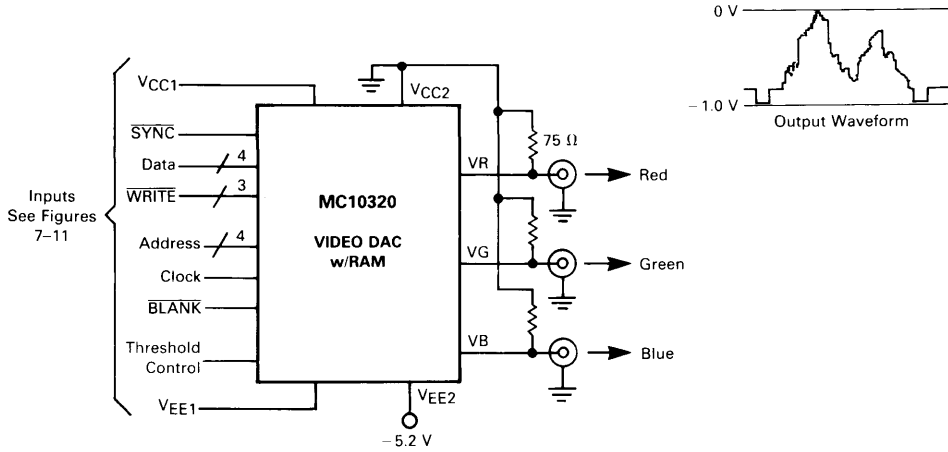 0 V
−1.0 V
Output Waveform
VCC1
VCC2
SYNC
Data
4
WRITE
3
Address
4
Clock
BLANK
Threshold
Control
VEE1
Inputs
See Figures
7–11
MC10320
VIDEO DAC
w/RAM
75 Ω
VR
Red
VG
Green
VB
Blue
VEE2
−5.2 V